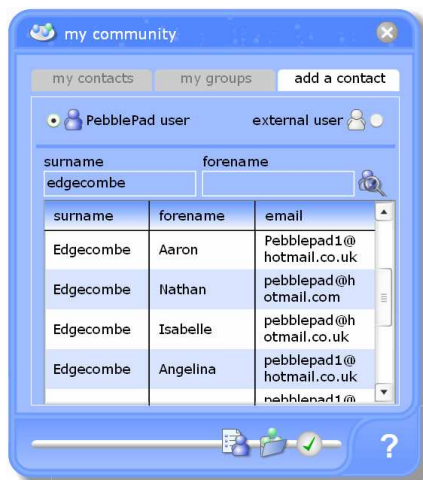 my community
my contacts my groups add a contact
PebblePad user external user
surname forename
edgecombe
surname forename email
Edgecombe Aaron Pebblepad1@
hotmail.co.uk
Edgecombe Nathan pebblepad@h
otmail.com
Edgecombe Isabelle pebblepad@h
otmail.co.uk
Edgecombe Angelina pebblepad1@
hotmail.co.uk
pebblepad1@
?